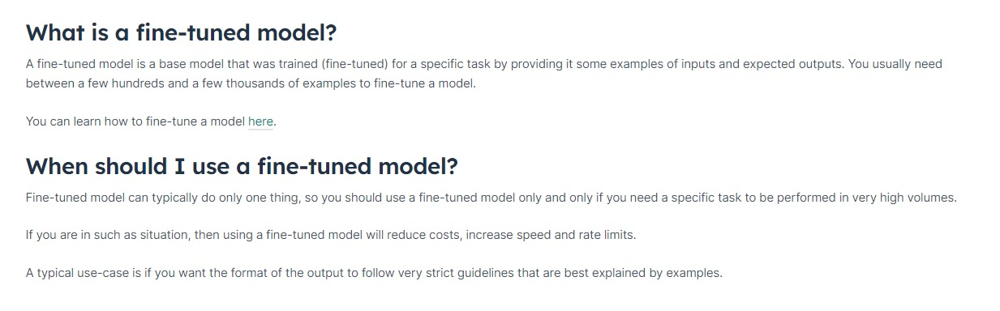 What is a fine-tuned model?
A fine-tuned model is a base model that was trained (fine-tuned) for a specific task by providing it some examples of inputs and expected outputs. You usually need
between a few hundreds and a few thousands of examples to fine-tune a model.
You can learn how to fine-tune a model here.
When should I use a fine-tuned model?
Fine-tuned model can typically do only one thing, so you should use a fine-tuned model only and only if you need a specific task to be performed in very high volumes.
If you are in such as situation, then using a fine-tuned model will reduce costs, increase speed and rate limits.
A typical use-case is if you want the format of the output to follow very strict guidelines that are best explained by examples.